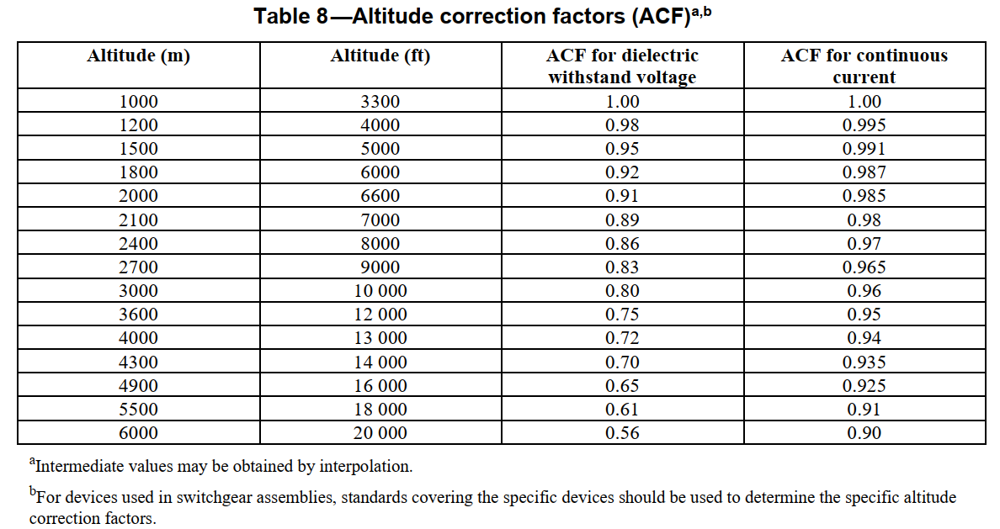 Table 8—Altitude correction factors (ACF)a,b
Altitude (m) Altitude (ft) ACF for dielectric withstand voltage ACF for continuous current
1000 3300 1.00 1.00
1200 4000 0.98 0.995
1500 5000 0.95 0.991
1800 6000 0.92 0.987
2000 6600 0.91 0.985
2100 7000 0.89 0.98
2400 8000 0.86 0.97
2700 9000 0.83 0.965
3000 10 000 0.80 0.96
3600 12 000 0.75 0.95
4000 13 000 0.72 0.94
4300 14 000 0.70 0.935
4900 16 000 0.65 0.925
5500 18 000 0.61 0.91
6000 20 000 0.56 0.90
aIntermediate values may be obtained by interpolation.
bFor devices used in switchgear assemblies, standards covering the specific devices should be used to determine the specific altitude
correction factors.